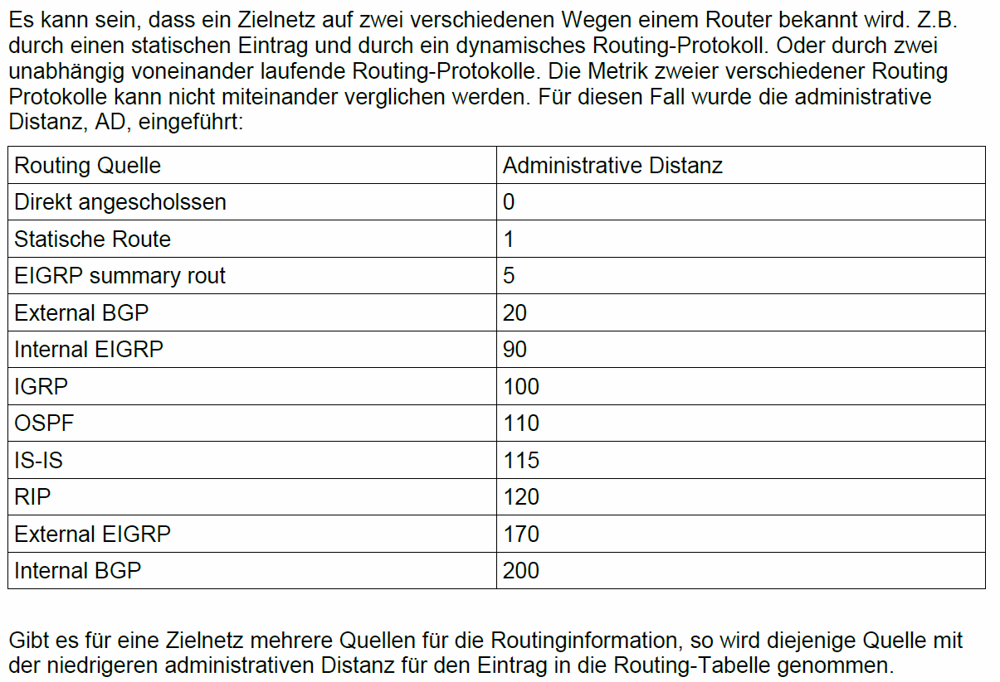 Es kann sein, dass ein Zielnetz auf zwei verschiedenen Wegen einem Router bekannt wird. Z.B.
durch einen statischen Eintrag und durch ein dynamisches Routing-Protokoll. Oder durch zwei
unabhängig voneinander laufende Routing-Protokolle. Die Metrik zweier verschiedener Routing
Protokolle kann nicht miteinander verglichen werden. Für diesen Fall wurde die administrative
Distanz, AD, eingeführt:
Routing Quelle Administrative Distanz
Direkt angescholssen 0
Statische Route 1
EIGRP summary rout 5
External BGP 20
Internal EIGRP 90
IGRP 100
OSPF 110
IS-IS 115
RIP 120
External EIGRP 170
Internal BGP 200
Gibt es für eine Zielnetz mehrere Quellen für die Routinginformation, so wird diejenige Quelle mit
der niedrigeren administrativen Distanz für den Eintrag in die Routing-Tabelle genommen.